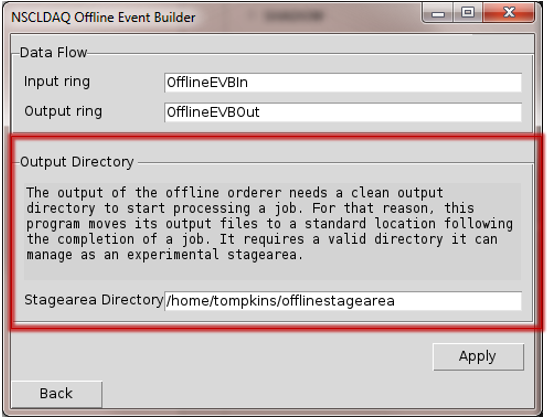 NSCLDAQ Offline Event Builder
Data Flow
Input ring OfflineEVBIn
Output ring OfflineEVBOut
Output Directory
The output of the offline orderer needs a clean output
directory to start processing a job. For that reason, this
program moves its output files to a standard location following
the completion of a job. It requires a valid directory it can
manage as an experimental stagearea.
Stagearea Directory /home/tompkins/offlinestagearea
Apply
Back